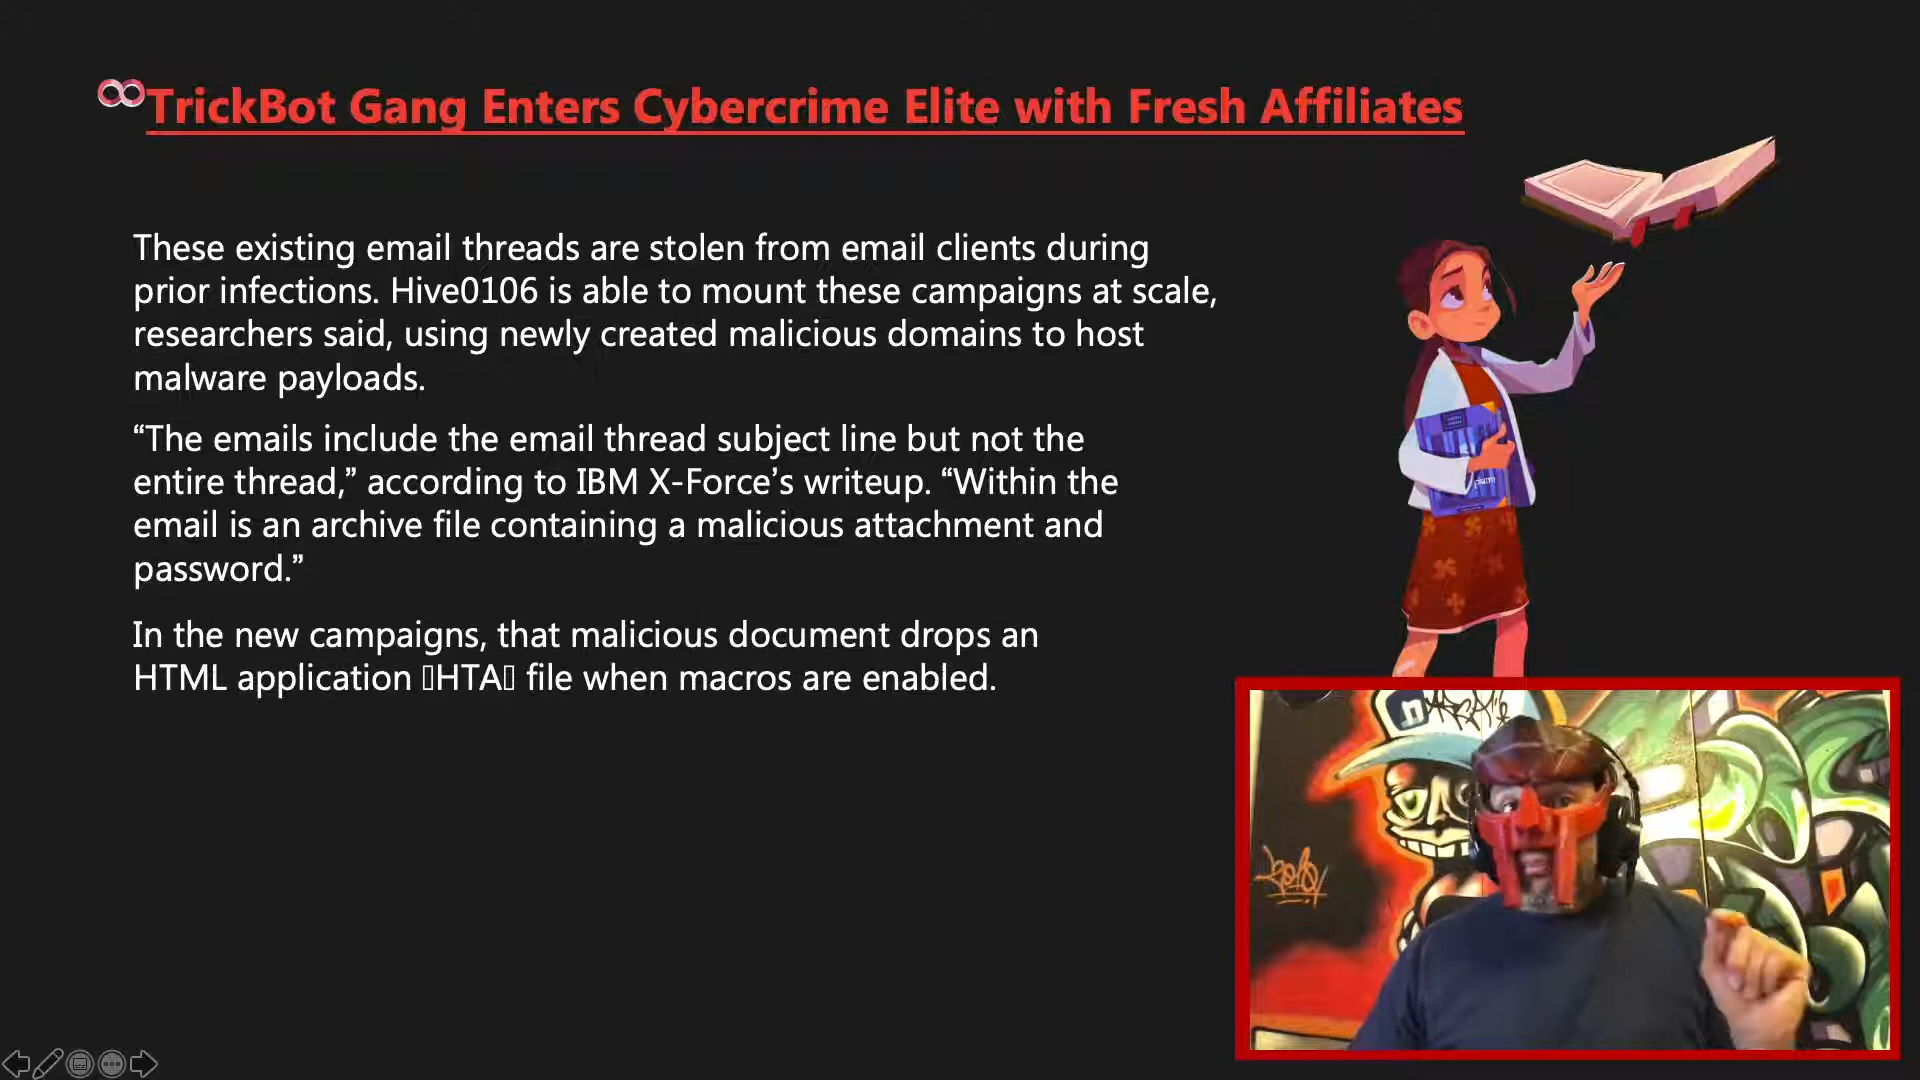 TrickBot Gang Enters Cybercrime Elite with Fresh Affiliates
These existing email threads are stolen from email clients during
prior infections. Hive0106 is able to mount these campaigns at scale,
researchers said, using newly created malicious domains to host
malware payloads.
“The emails include the email thread subject line but not the
entire thread,” according to IBM X-Force’s writeup. “Within the
email is an archive file containing a malicious attachment and
password.”
In the new campaigns, that malicious document drops an
HTML application ▯HTA▯ file when macros are enabled.